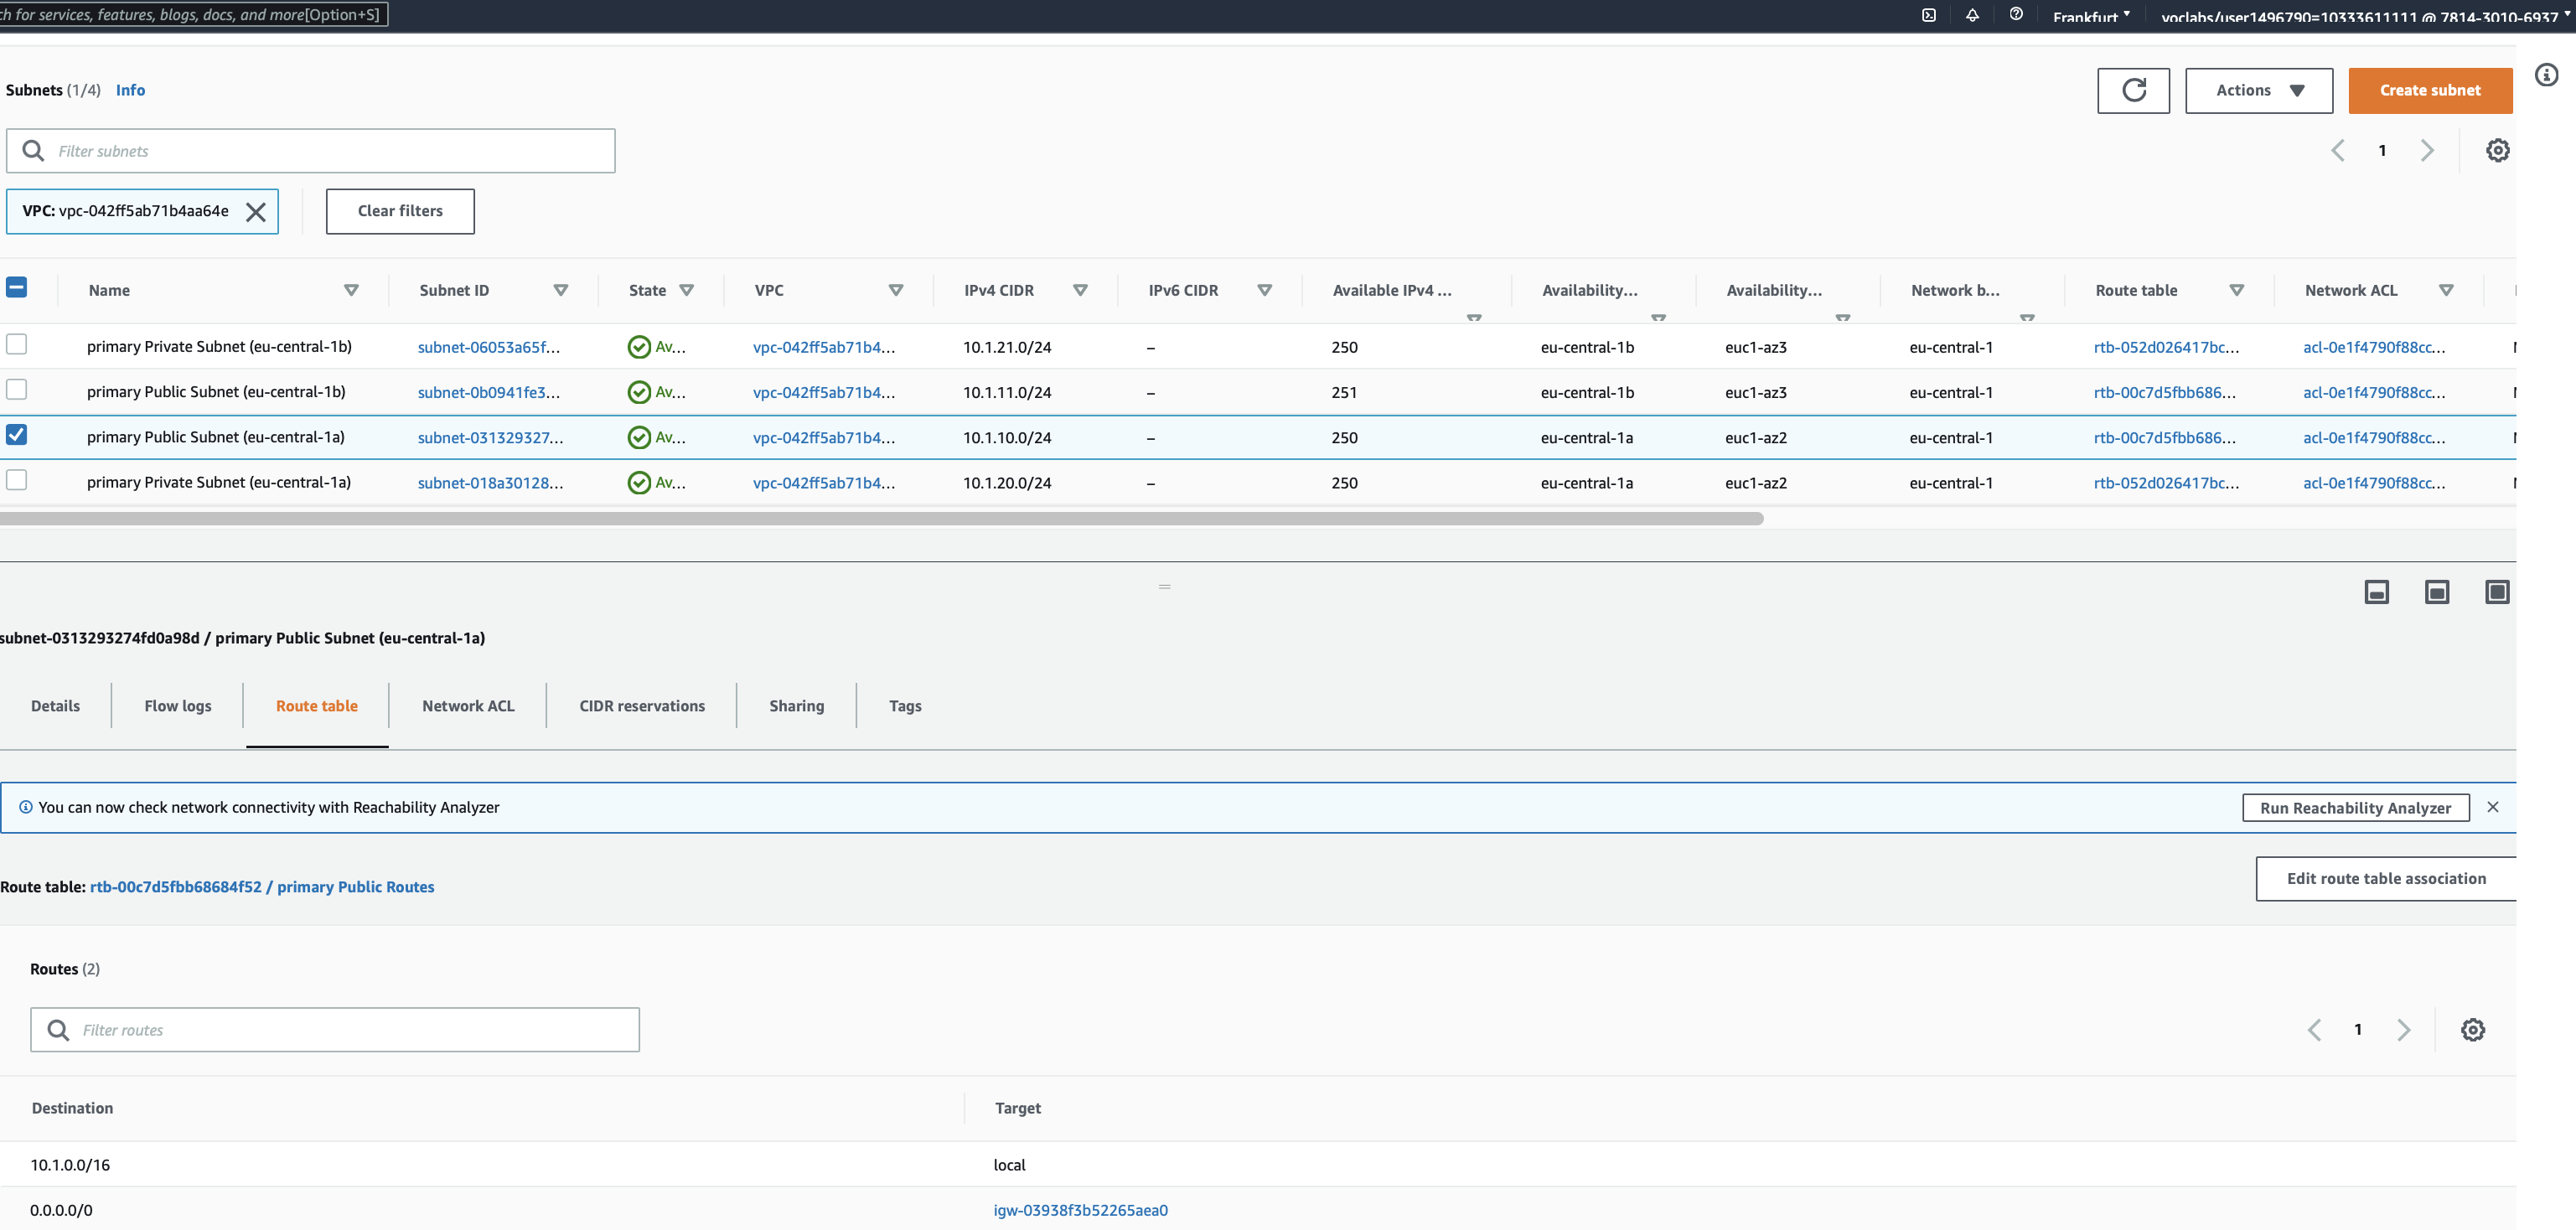 ch for services, features, blogs, docs, and more [Option+S]
Frankfurt voclabs/user1496790=10333611111 @ 7814-3010-6937
Subnets (1/4) Info
Actions
Create subnet
Filter subnets
1
VPC: vpc-042ff5ab71b4aa64e
Clear filters
Name Subnet ID State VPC IPv4 CIDR IPv6 CIDR Available IPv4 ... Availability... Availability... Network b... Route table Network ACL
primary Private Subnet (eu-central-1b) subnet-06053a65f... Av... vpc-042ff5ab71b4... 10.1.21.0/24 – 250 eu-central-1b euc1-az3 eu-central-1 rtb-052d026417bc... acl-0e1f4790f88cc...
primary Public Subnet (eu-central-1b) subnet-0b0941fe3... Av... vpc-042ff5ab71b4... 10.1.11.0/24 – 251 eu-central-1b euc1-az3 eu-central-1 rtb-00c7d5fbb686... acl-0e1f4790f88cc...
primary Public Subnet (eu-central-1a) subnet-031329327... Av... vpc-042ff5ab71b4... 10.1.10.0/24 – 250 eu-central-1a euc1-az2 eu-central-1 rtb-00c7d5fbb686... acl-0e1f4790f88cc...
primary Private Subnet (eu-central-1a) subnet-018a30128... Av... vpc-042ff5ab71b4... 10.1.20.0/24 – 250 eu-central-1a euc1-az2 eu-central-1 rtb-052d026417bc... acl-0e1f4790f88cc...
subnet-0313293274fd0a98d / primary Public Subnet (eu-central-1a)
Details Flow logs Route table Network ACL CIDR reservations Sharing Tags
You can now check network connectivity with Reachability Analyzer
Run Reachability Analyzer
Route table: rtb-00c7d5fbb68684f52 / primary Public Routes
Edit route table association
Routes (2)
Filter routes
1
Destination Target
10.1.0.0/16 local
0.0.0.0/0 igw-03938f3b52265aea0